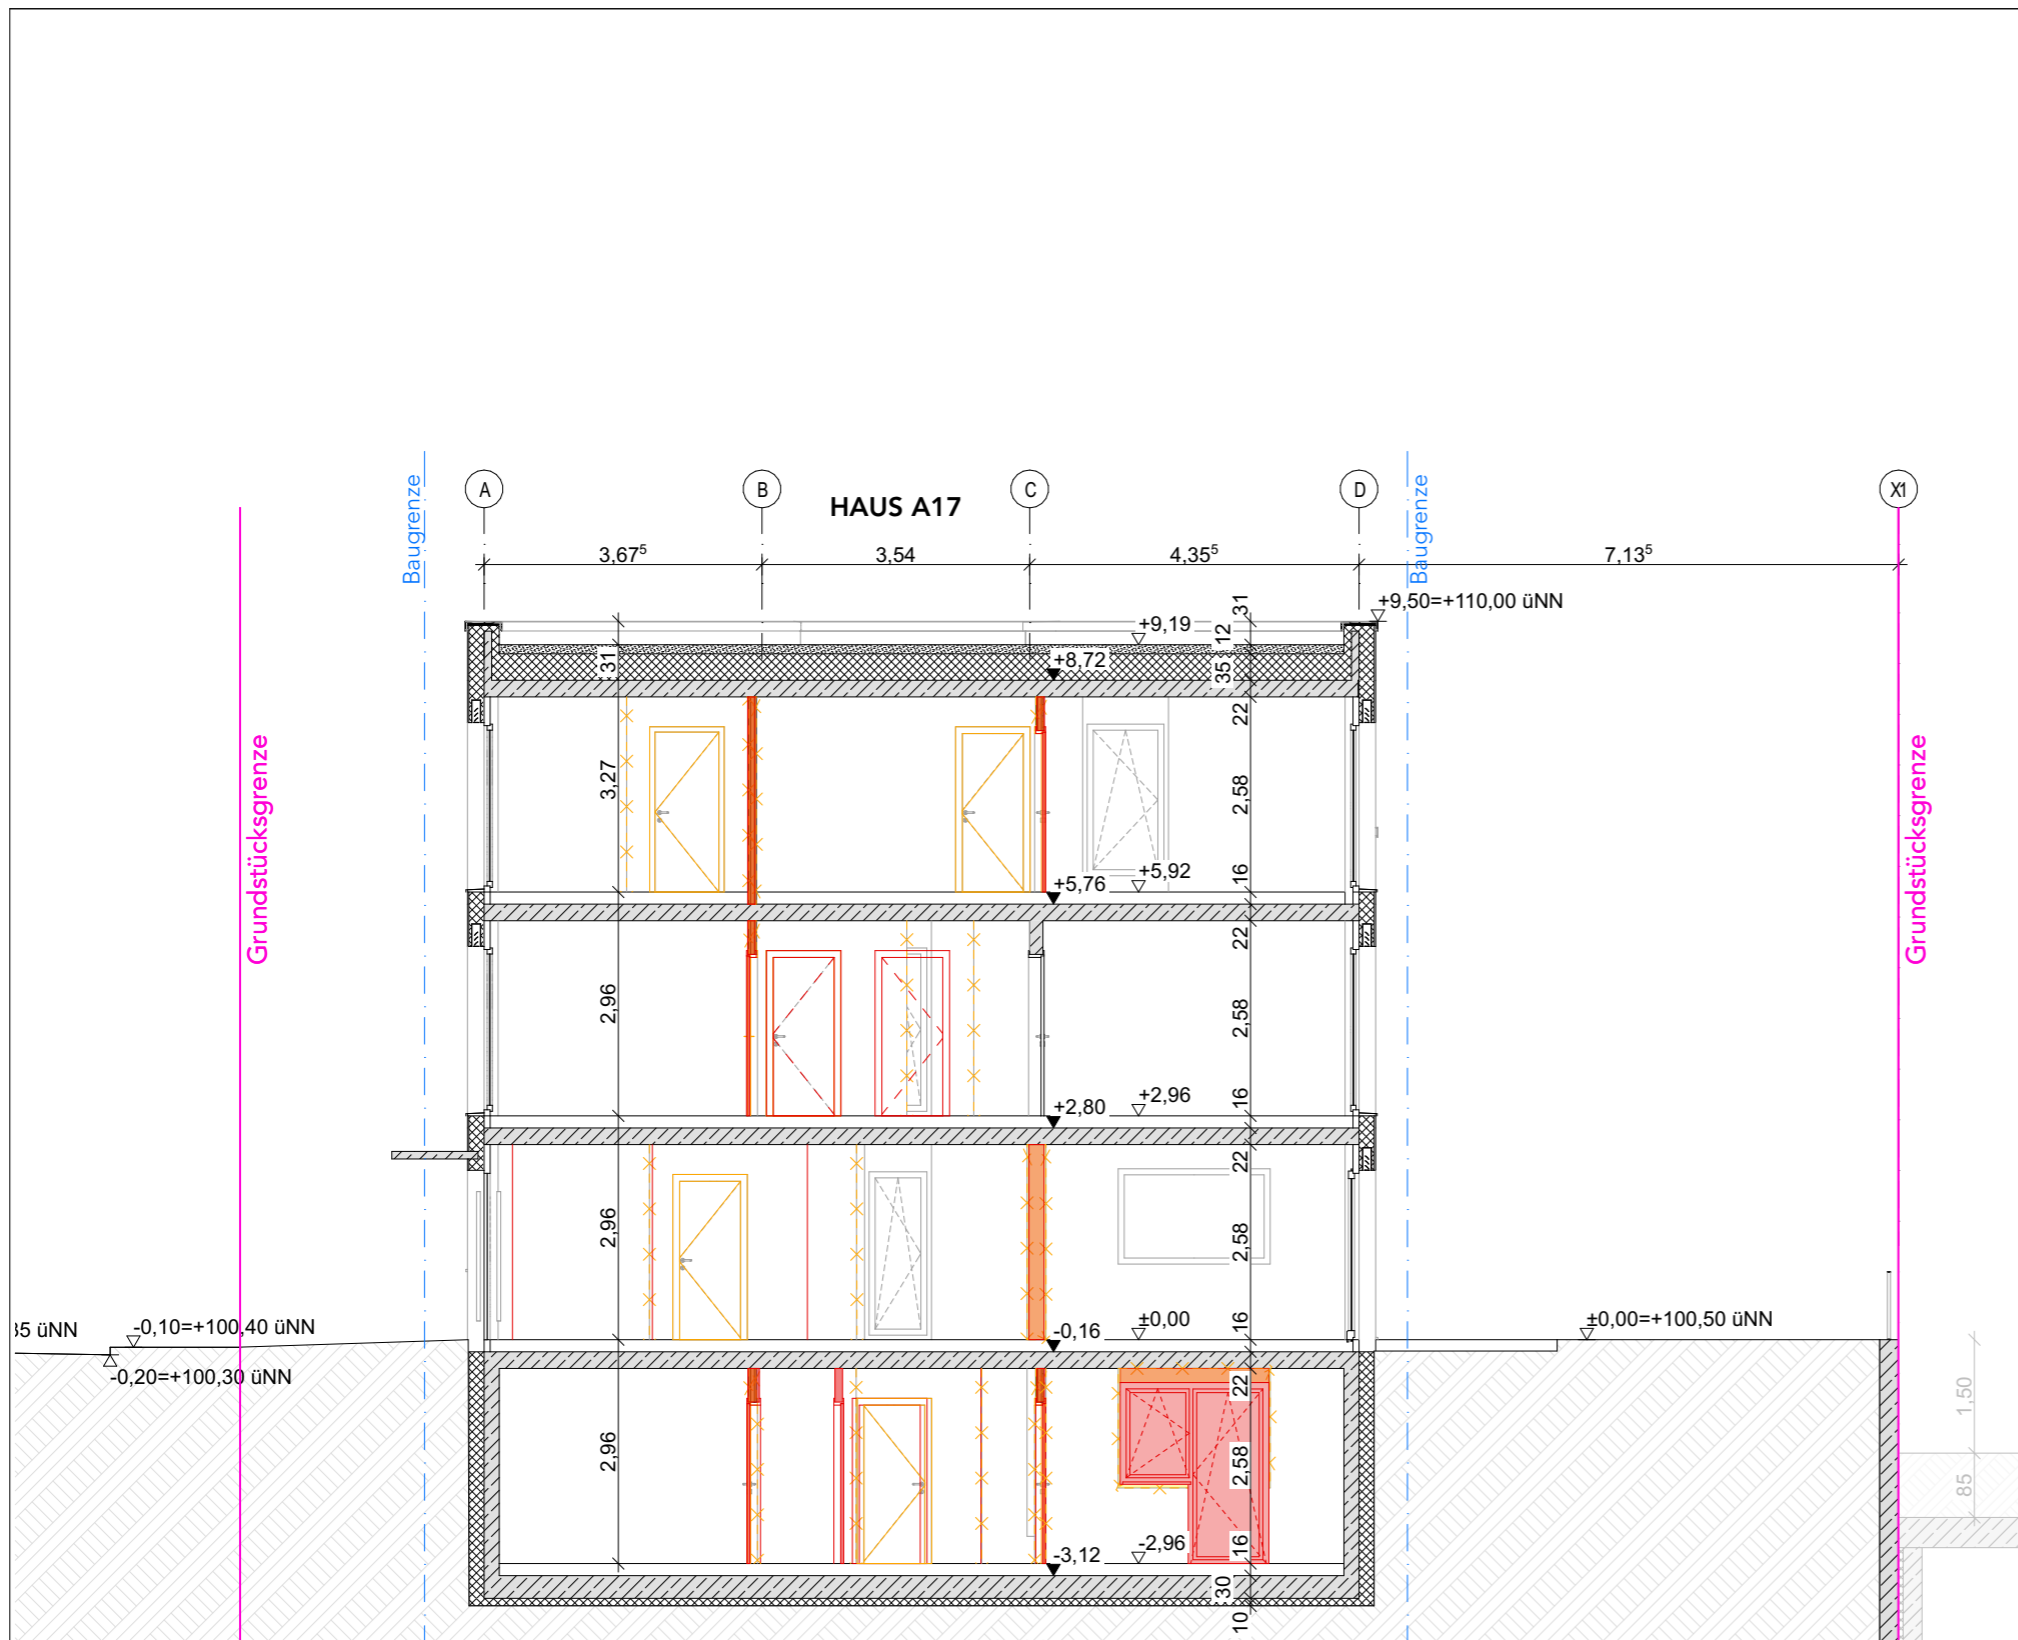 A
B
C
D
X1
HAUS A17
Baugrenze
Baugrenze
3,67⁵
3,54
4,35⁵
7,13⁵
+9,50=+110,00 üNN
31
+9,19
12
31
+8,72
35
22
Grundstücksgrenze
Grundstücksgrenze
3,27
2,58
+5,92
16
+5,76
22
2,96
2,58
+2,96
16
+2,80
22
2,96
2,58
35 üNN
-0,10=+100,40 üNN
-0,16
±0,00
16
±0,00=+100,50 üNN
-0,20=+100,30 üNN
22
1,50
2,96
2,58
85
-3,12
-2,96
16
30
10